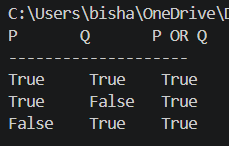 C:\Users\bisha\OneDrive\
P Q P OR Q
--------------------
True True True
True False True
False True True